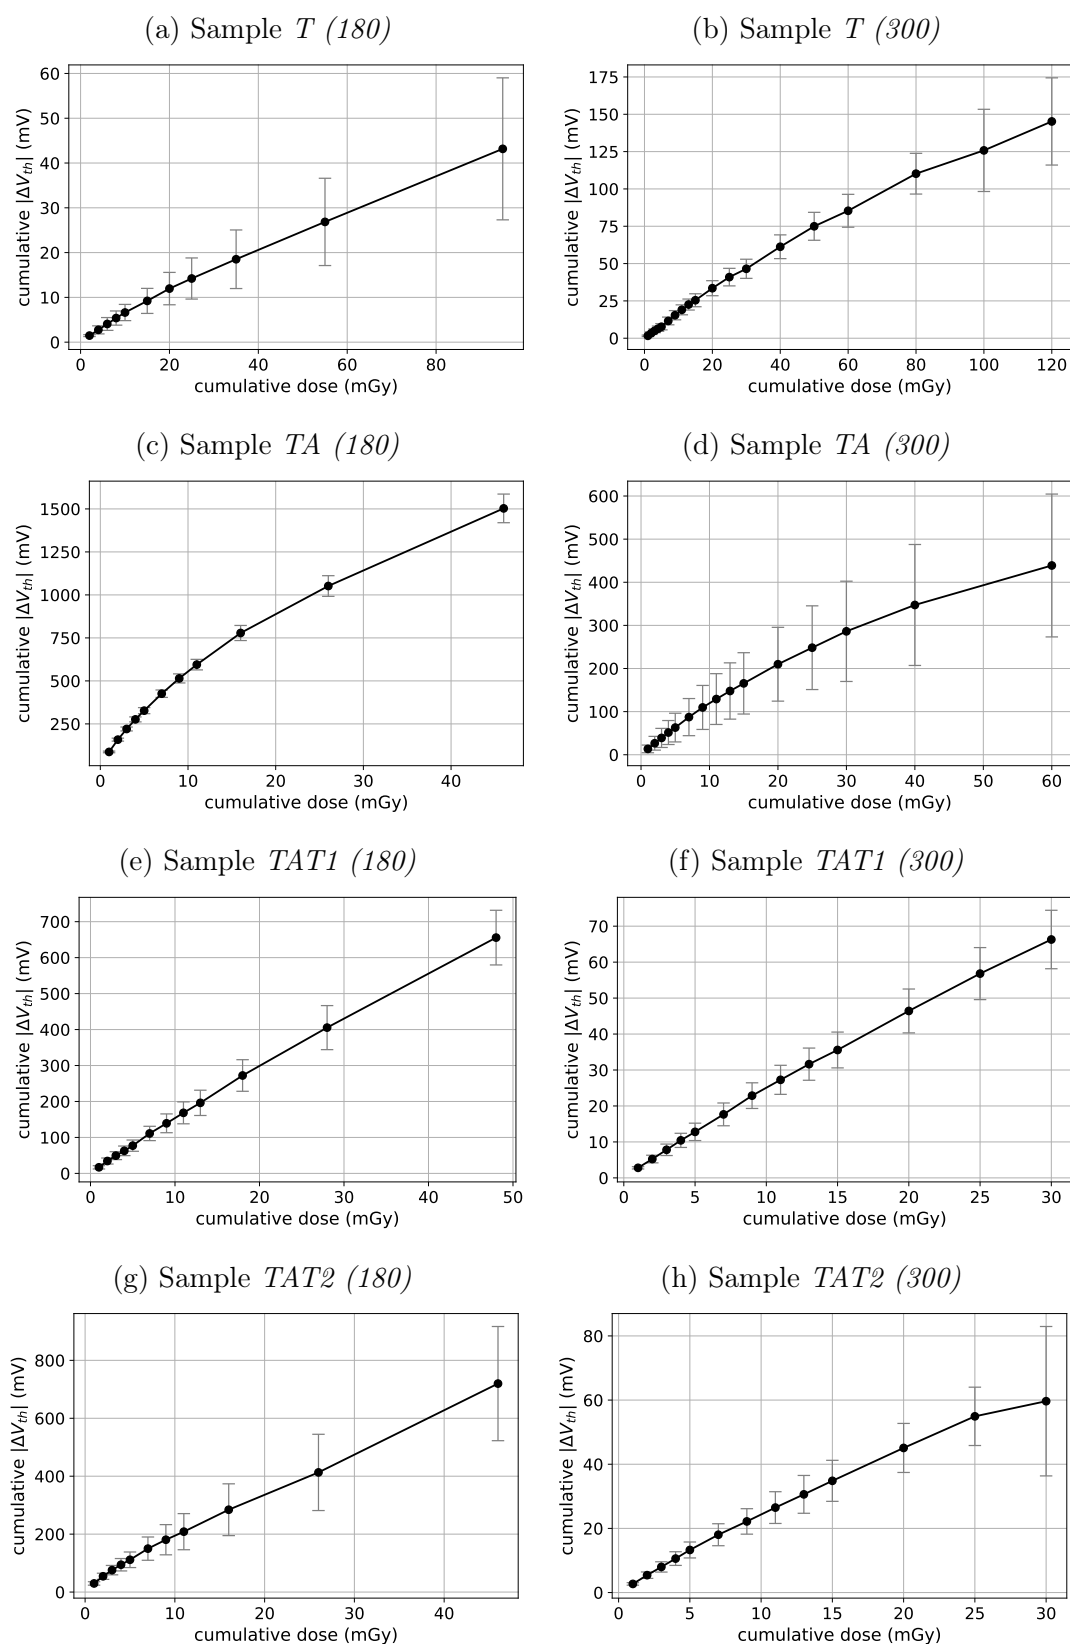 (a) Sample T (180)
60
50
40
30
20
10
0
0 20 40 60 80
cumulative |ΔVth| (mV)
cumulative dose (mGy)
(b) Sample T (300)
175
150
125
100
75
50
25
0
0 20 40 60 80 100 120
cumulative |ΔVth| (mV)
cumulative dose (mGy)
(c) Sample TA (180)
1500
1250
1000
750
500
250
0 10 20 30 40
cumulative |ΔVth| (mV)
cumulative dose (mGy)
(d) Sample TA (300)
600
500
400
300
200
100
0
0 10 20 30 40 50 60
cumulative |ΔVth| (mV)
cumulative dose (mGy)
(e) Sample TAT1 (180)
700
600
500
400
300
200
100
0
0 10 20 30 40 50
cumulative |ΔVth| (mV)
cumulative dose (mGy)
(f) Sample TAT1 (300)
70
60
50
40
30
20
10
0
0 5 10 15 20 25 30
cumulative |ΔVth| (mV)
cumulative dose (mGy)
(g) Sample TAT2 (180)
800
600
400
200
0
0 10 20 30 40
cumulative |ΔVth| (mV)
cumulative dose (mGy)
(h) Sample TAT2 (300)
80
60
40
20
0
0 5 10 15 20 25 30
cumulative |ΔVth| (mV)
cumulative dose (mGy)